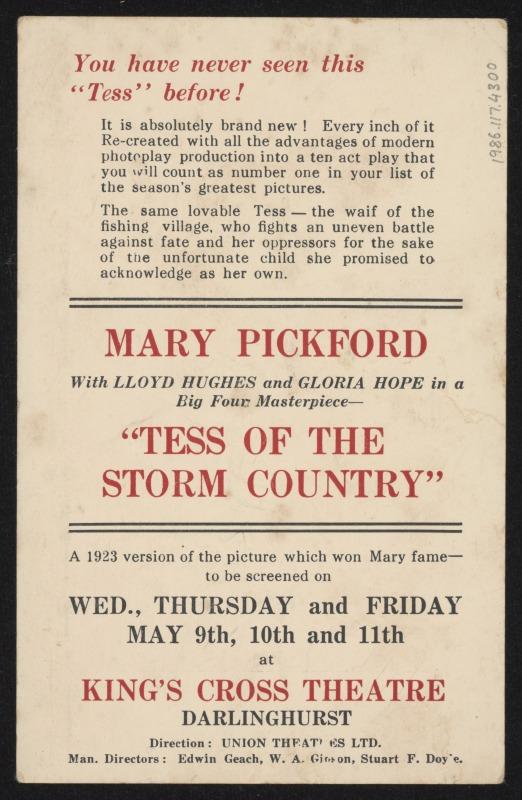 You have never seen this
"Tess" before!
It is absolutely brand new! Every inch of it
Re-created with all the advantages of modern
photoplay production into a ten act play that
you will count as number one in your list of
the season's greatest pictures.
The same lovable Tess — the waif of the
fishing village, who fights an uneven battle
against fate and her oppressors for the sake
of the unfortunate child she promised to
acknowledge as her own.
MARY PICKFORD
With LLOYD HUGHES and GLORIA HOPE in a
Big Four Masterpiece—
"TESS OF THE
STORM COUNTRY"
A 1923 version of the picture which won Mary fame—
to be screened on
WED., THURSDAY and FRIDAY
MAY 9th, 10th and 11th
at
KING'S CROSS THEATRE
DARLINGHURST
Direction: UNION THEATRES LTD.
Man. Directors: Edwin Geach, W. A. Gibson, Stuart F. Doyle.
1986.117.4300